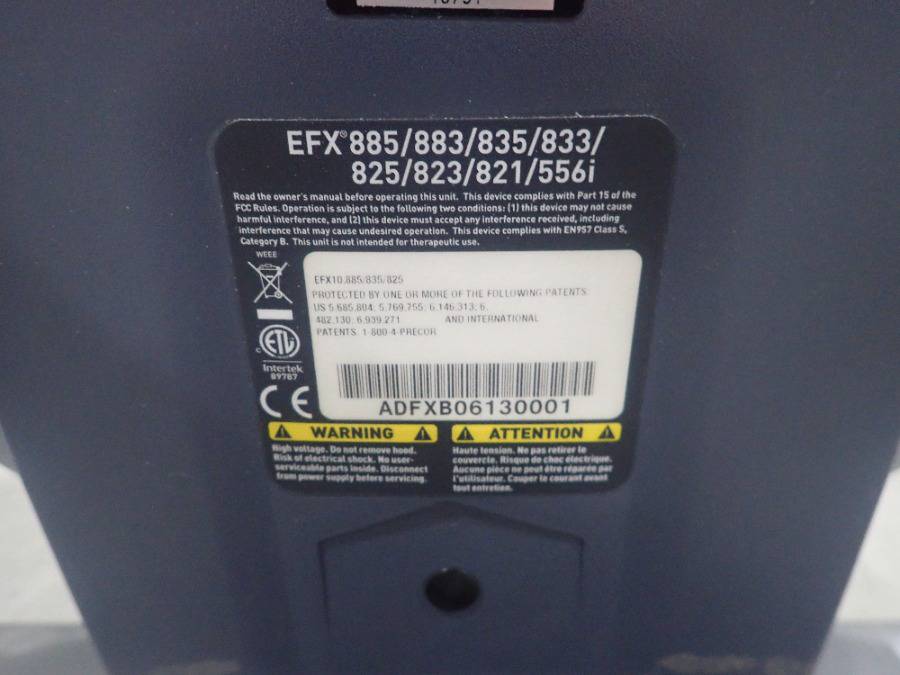 EFX® 885/883/835/833/
825/823/821/556i
Read the owner's manual before operating this unit. This device complies with Part 15 of the
FCC Rules. Operation is subject to the following two conditions: (1) this device may not cause
harmful interference, and (2) this device must accept any interference received, including
interference that may cause undesired operation. This device complies with EN957 Class S,
Category B. This unit is not intended for therapeutic use.
WEEE
EFX10,885/835/825
PROTECTED BY ONE OR MORE OF THE FOLLOWING PATENTS:
US 5,685,804; 5,769,755; 6,146,313; 6,
482,130; 6,939,271 AND INTERNATIONAL
PATENTS. 1-800-4-PRECOR
C ETL
Intertek
89787
CE
ADFXB06130001
WARNING
High voltage. Do not remove hood.
Risk of electrical shock. No user-
serviceable parts inside. Disconnect
from power supply before servicing.
ATTENTION
Haute tension. Ne pas retirer le
couvercle. Risque de choc électrique.
Aucune pièce ne peut être réparée par
l'utilisateur. Couper le courant avant
tout entretien.